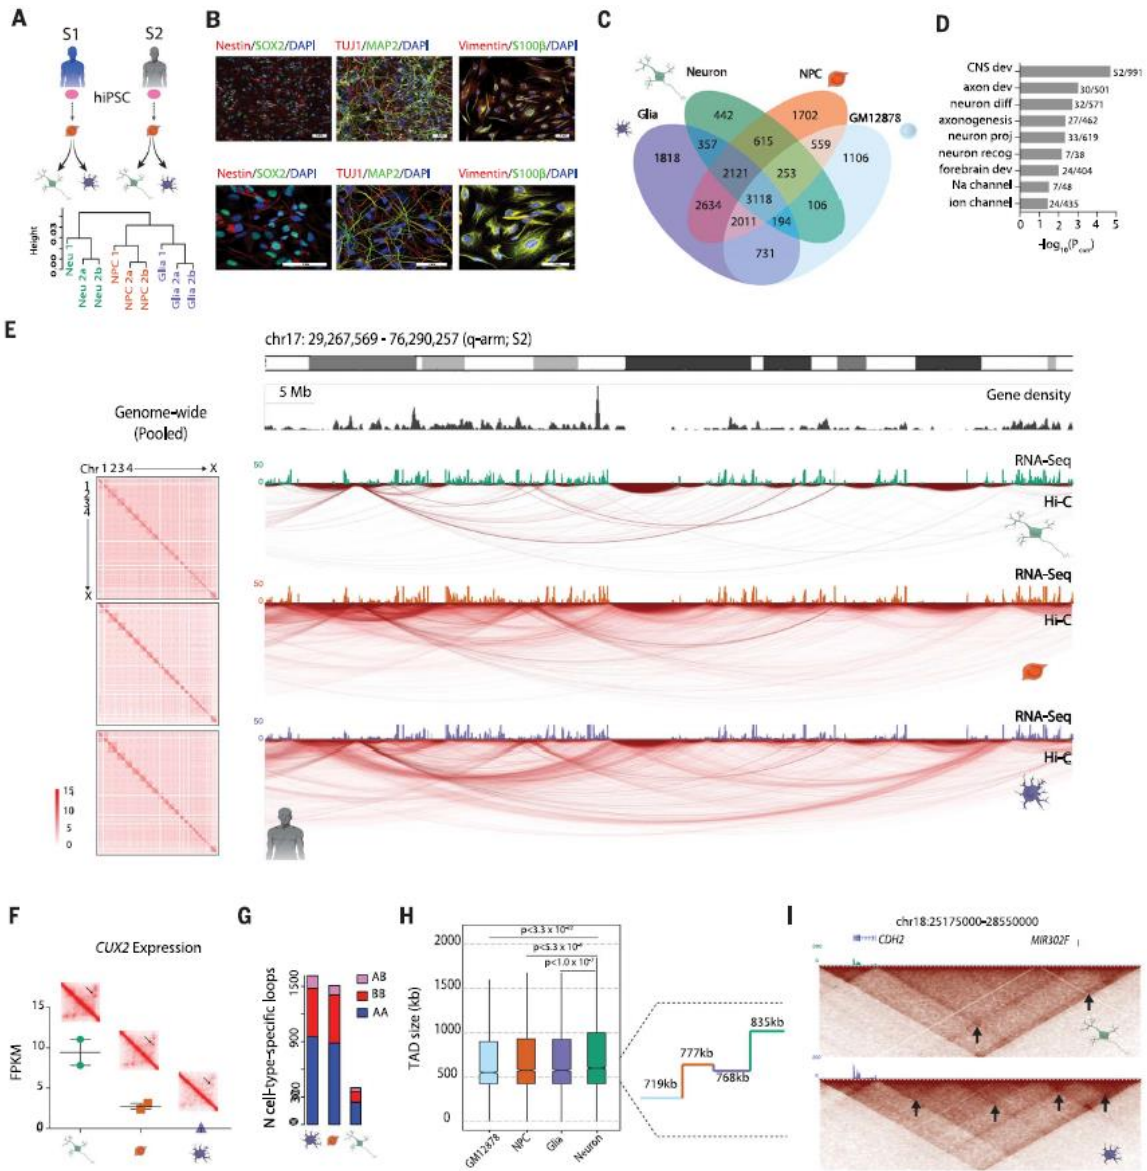 A
S1 S2
hiPSC
Height
0.00 0.03
Neu 1
Neu 2a
Neu 2b
NPC 1
NPC 2a
NPC 2b
Glia 1
Glia 2a
Glia 2b
B
Nestin/SOX2/DAPI TUJ1/MAP2/DAPI Vimentin/S100β/DAPI
Nestin/SOX2/DAPI TUJ1/MAP2/DAPI Vimentin/S100β/DAPI
C
Neuron NPC
Glia GM12878
442 1702
1818 357 615 559 1106
2121 253
2634 3118 106
2011 194
731
D
CNS dev 52/991
axon dev 30/501
neuron diff 32/571
axonogenesis 27/462
neuron proj 33/619
neuron recog 7/38
forebrain dev 24/404
Na channel 7/48
ion channel 24/435
0 1 2 3 4 5
E
chr17: 29,267,569 - 76,290,257 (q-arm; S2)
5 Mb
Gene density
Genome-wide
(Pooled)
Chr 1 2 3 4 X
1
2
3
4
X
15
10
5
0
50
0
RNA-Seq
Hi-C
50
0
RNA-Seq
Hi-C
50
0
RNA-Seq
Hi-C
F
CUX2 Expression
FPKM
15
10
5
0
G
N cell-type-specific loops
1500
900
300
0
AB
BB
AA
H
TAD size (kb)
2000
1500
1000
500
0
p<1.0 x 10
GM12878
NPC
Glia
Neuron
719kb
777kb
768kb
835kb
I
chr18:25175000-28550000
CDH2 MIR302F